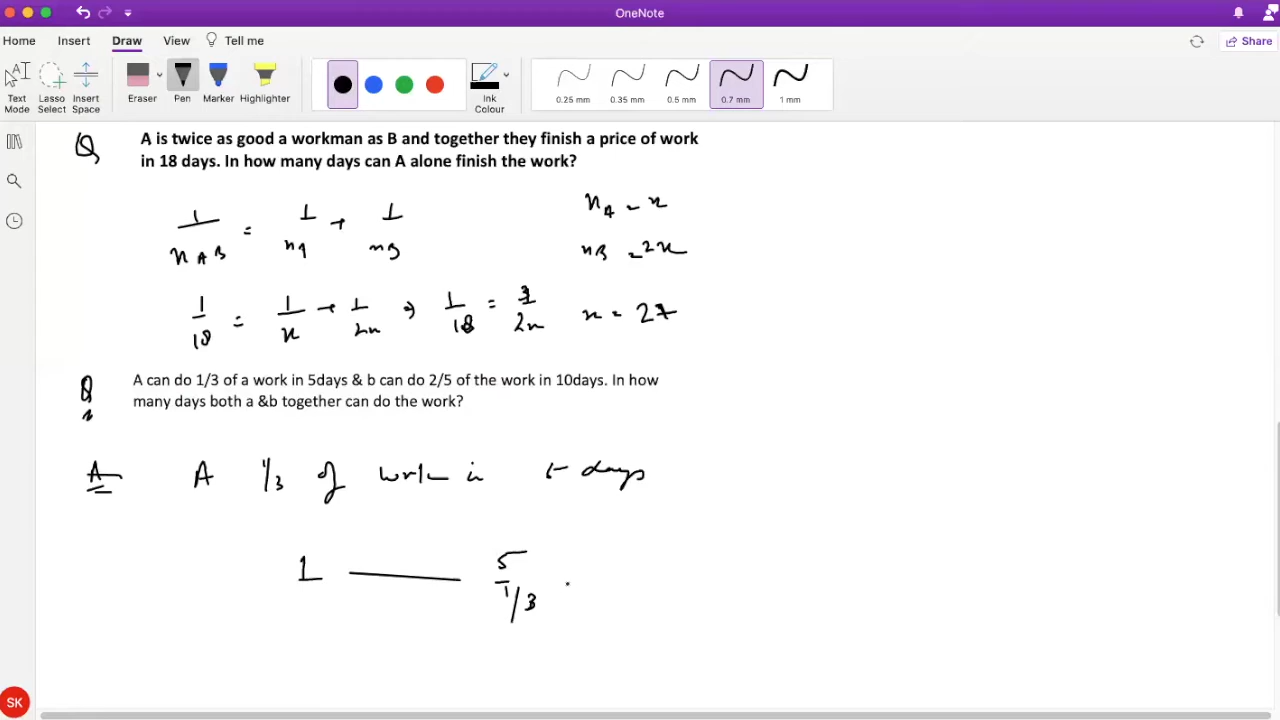 OneNote
Home Insert Draw View Tell me Share
Text Mode Lasso Select Insert Space Eraser Pen Marker Highlighter Ink Colour 0.25 mm 0.35 mm 0.5 mm 0.7 mm 1 mm
Q A is twice as good a workman as B and together they finish a price of work
in 18 days. In how many days can A alone finish the work?
1/nAB = 1/nA + 1/nB nA = x
nB = 2x
1/18 = 1/x + 1/2x ⇒ 1/18 = 3/2x x = 27
Q A can do 1/3 of a work in 5days & b can do 2/5 of the work in 10days. In how
many days both a &b together can do the work?
A A 1/3 of work in 5 days
1 — 5/1/3
SK